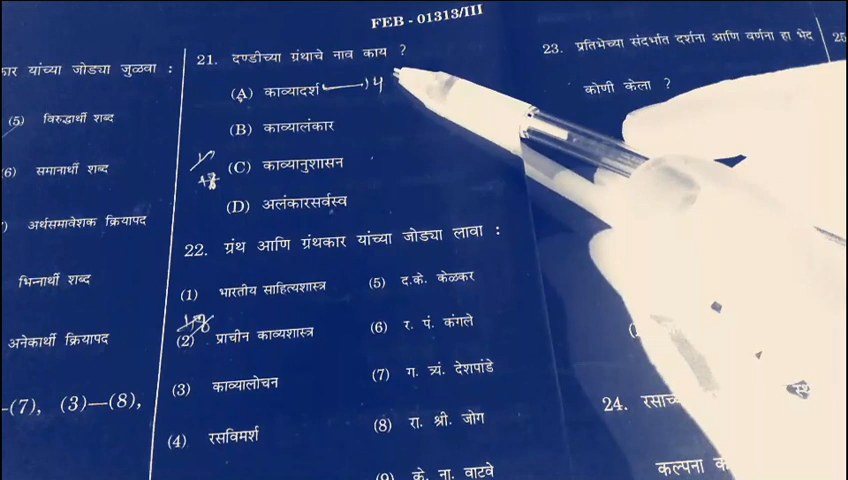 FEB - 01313/III
कार यांच्या जोड्या जुळवा :
(5) विरुद्धार्थी शब्द
(6) समानार्थी शब्द
) अर्थसमावेशक क्रियापद
भिन्नार्थी शब्द
अनेकार्थी क्रियापद
–(7), (3)—(8),
21. दण्डीच्या ग्रंथाचे नाव काय ?
(A) काव्यादर्श
(B) काव्यालंकार
(C) काव्यानुशासन
(D) अलंकारसर्वस्व
22. ग्रंथ आणि ग्रंथकार यांच्या जोड्या लावा :
(1) भारतीय साहित्यशास्त्र (5) द.के. केळकर
(2) प्राचीन काव्यशास्त्र (6) र. पं. कंगले
(3) काव्यालोचन (7) ग. त्र्यं. देशपांडे
(4) रसविमर्श (8) रा. श्री. जोग
(9) के. ना. वाटवे
23. प्रतिभेच्या संदर्भात दर्शना आणि वर्णना हा भेद
कोणी केला ?
24.
कल्पना
25